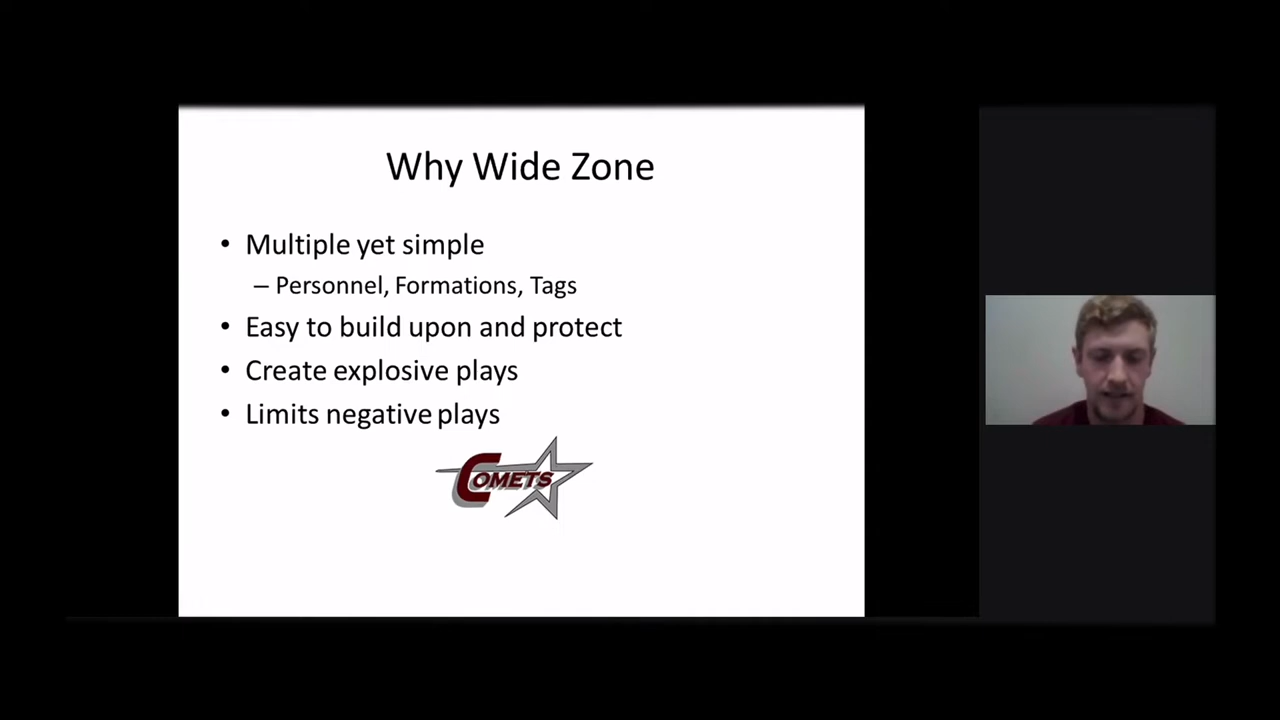 Why Wide Zone
• Multiple yet simple
– Personnel, Formations, Tags
• Easy to build upon and protect
• Create explosive plays
• Limits negative plays
COMETS